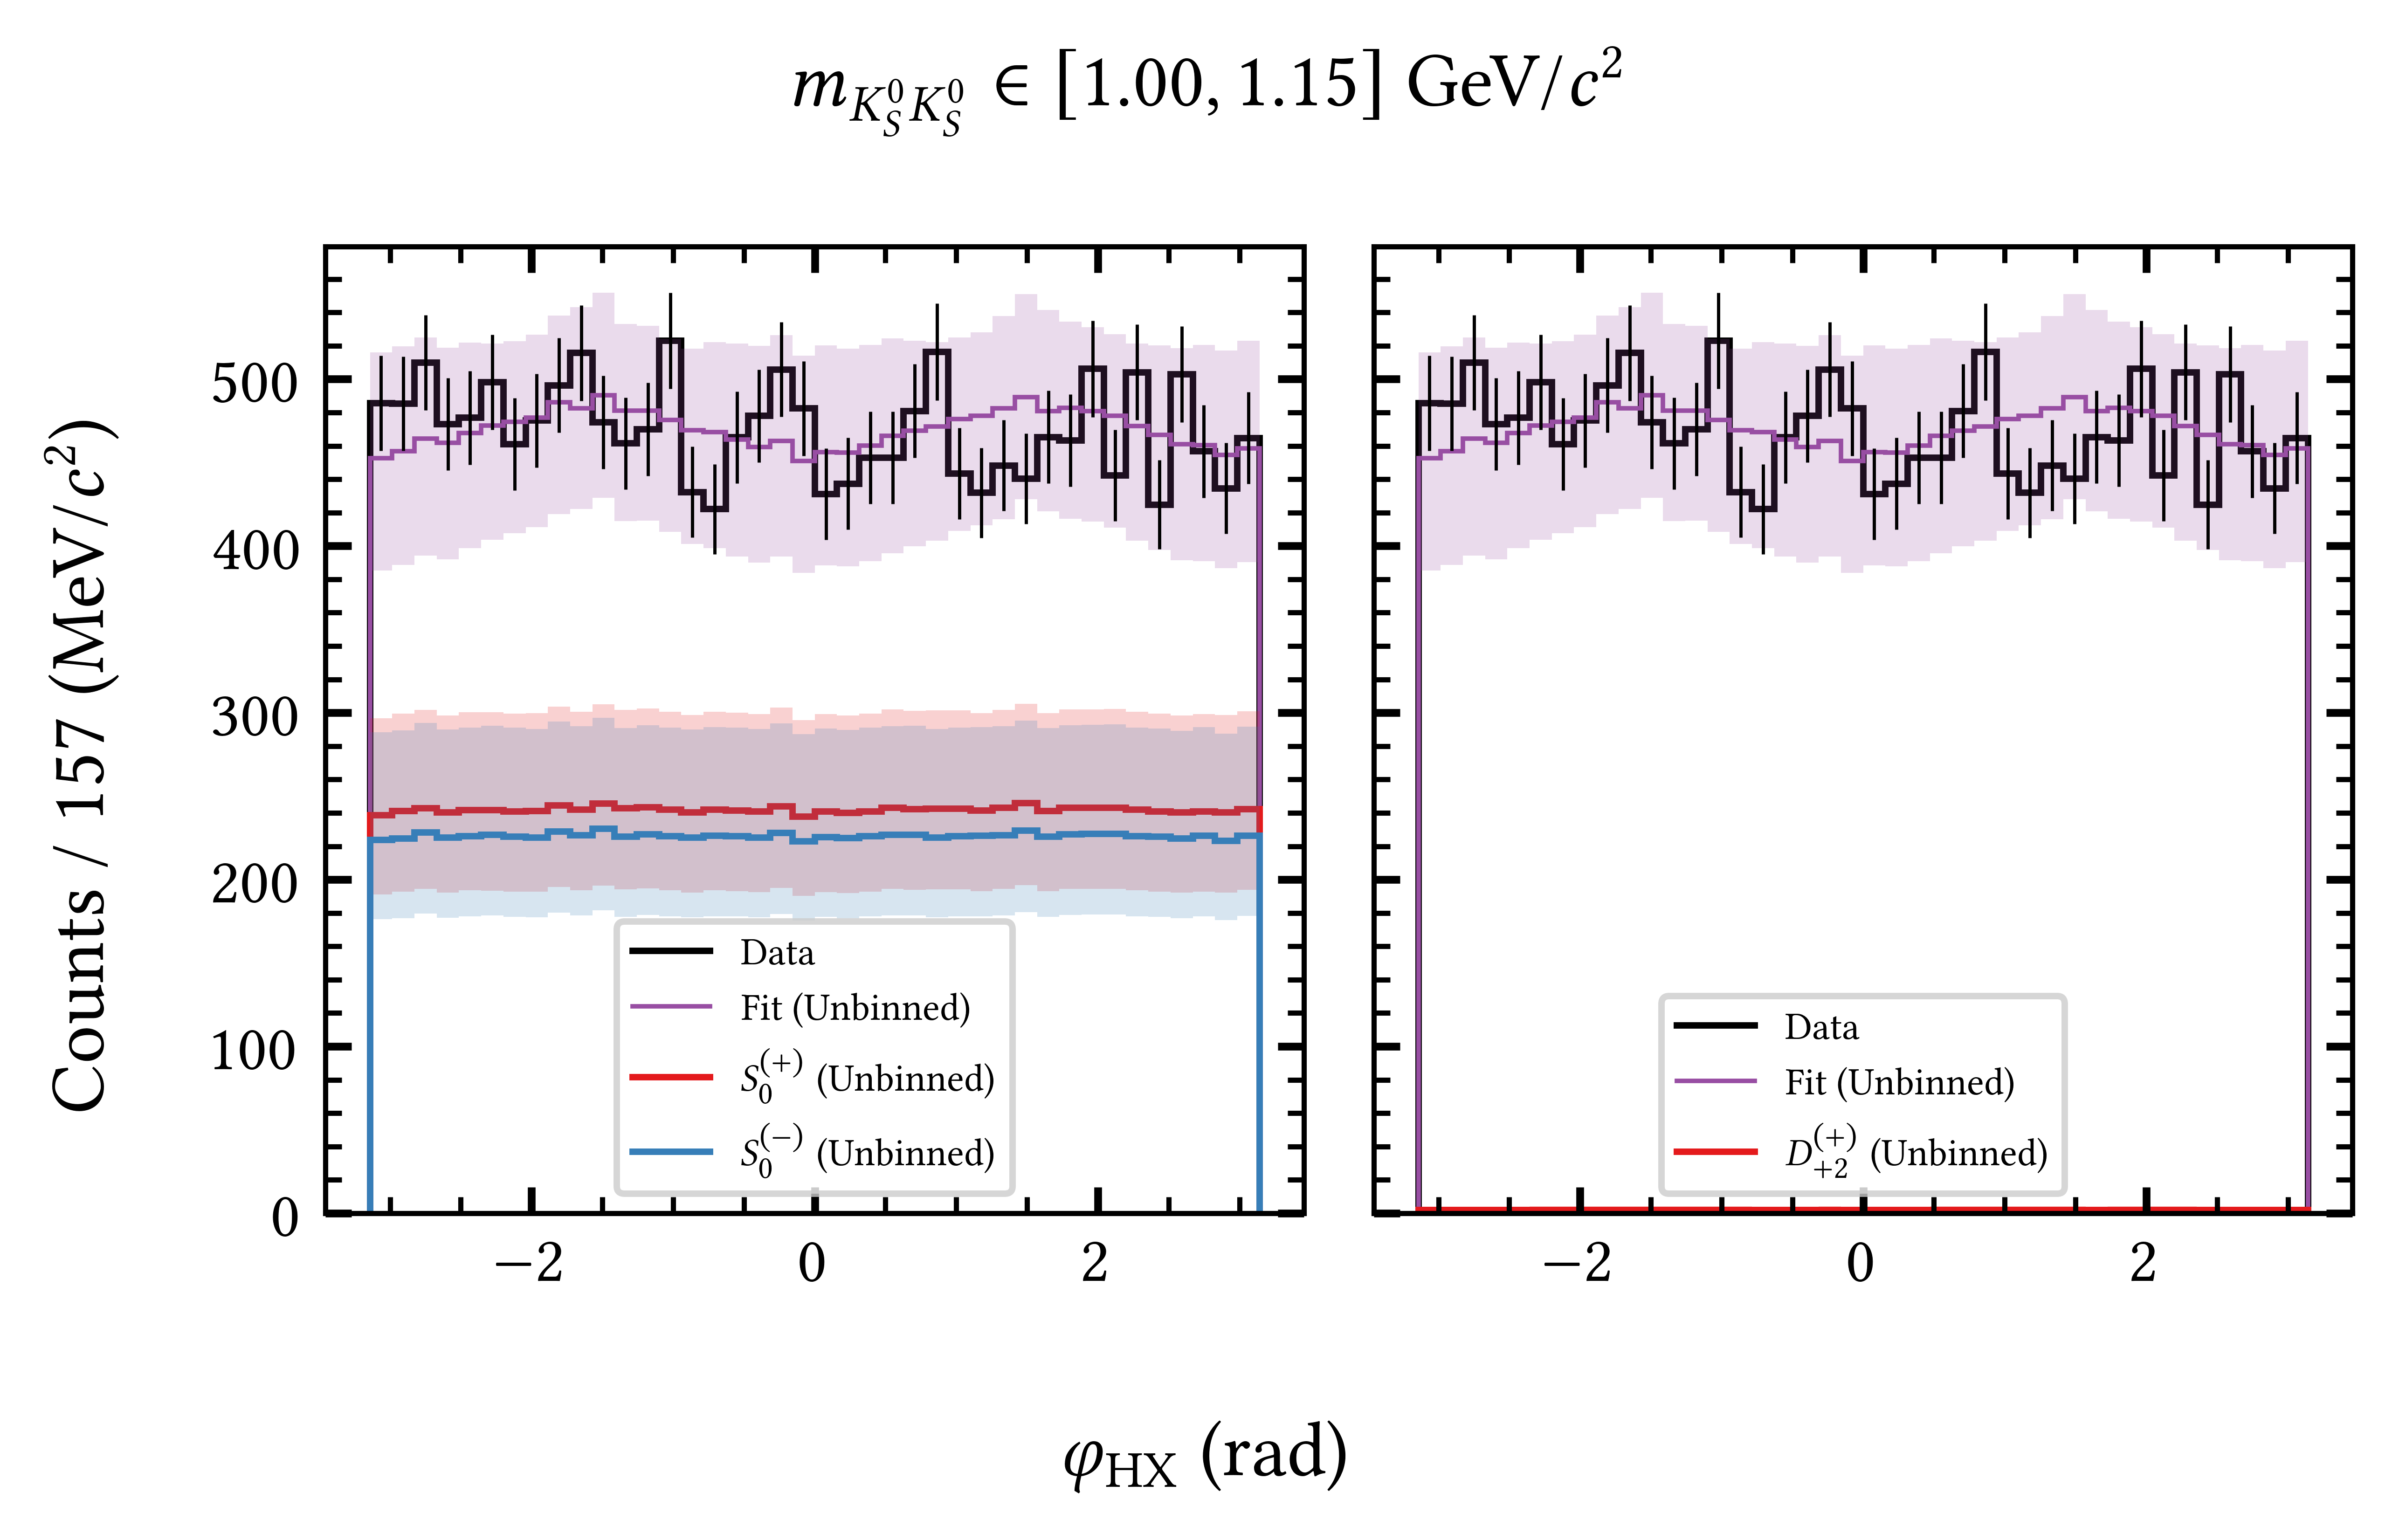 m_{K_S^0 K_S^0} ∈ [1.00, 1.15] GeV/c^2
Counts / 157 (MeV/c^2)
500
400
300
200
100
0
Data
Fit (Unbinned)
S_0^{(+)} (Unbinned)
S_0^{(−)} (Unbinned)
Data
Fit (Unbinned)
D_{+2}^{(+)} (Unbinned)
−2 0 2
−2 0 2
φ_{HX} (rad)